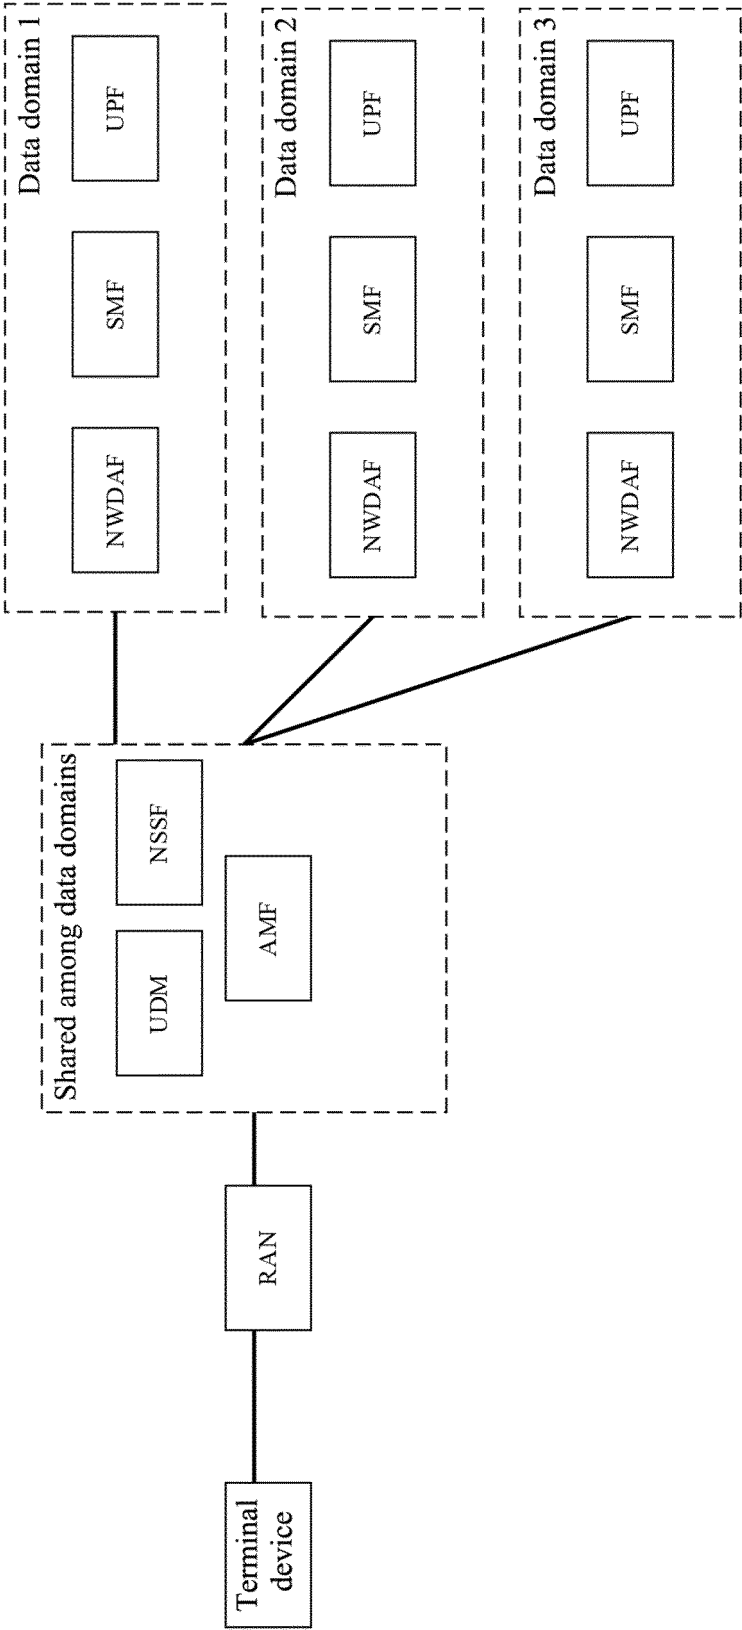 Terminal
device
RAN
Shared among data domains
UDM
NSSF
AMF
Data domain 1
NWDAF
SMF
UPF
Data domain 2
NWDAF
SMF
UPF
Data domain 3
NWDAF
SMF
UPF